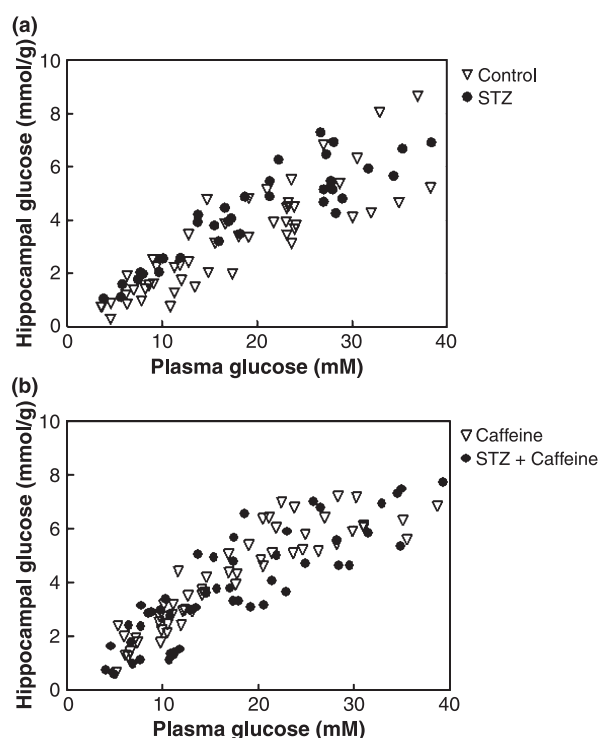 (a)
Hippocampal glucose (mmol/g)
10
8
6
4
2
0
0
10
20
30
40
Plasma glucose (mM)
Control
STZ
(b)
Hippocampal glucose (mmol/g)
10
8
6
4
2
0
0
10
20
30
40
Plasma glucose (mM)
Caffeine
STZ + Caffeine